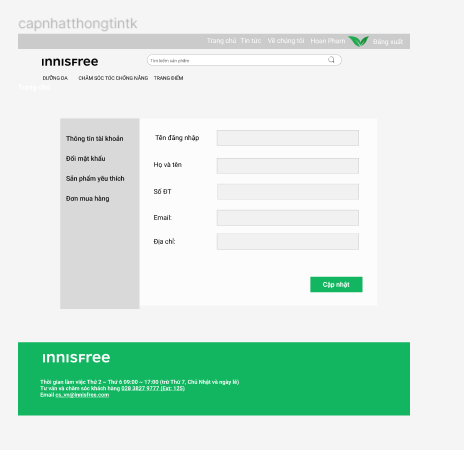 capnhatthongtintk
Trang chủ Tin tức Về chúng tôi Hoàn Pham Đăng xuất
INNISFREE
Tìm kiếm sản phẩm
DƯỠNG DA CHĂM SÓC TÓC CHỐNG NẮNG TRANG ĐIỂM
Trang chủ
Thông tin tài khoản
Đổi mật khẩu
Sản phẩm yêu thích
Đơn mua hàng
Tên đăng nhập
Họ và tên
Số ĐT
Email:
Địa chỉ:
Cập nhật
INNISFREE
Thời gian làm việc Thứ 2 – Thứ 6 09:00 – 17:00 (trừ Thứ 7, Chủ Nhật và ngày lễ)
Tư vấn và chăm sóc khách hàng 028 3827 9777 (Ext: 125)
Email cs_vn@innisfree.com